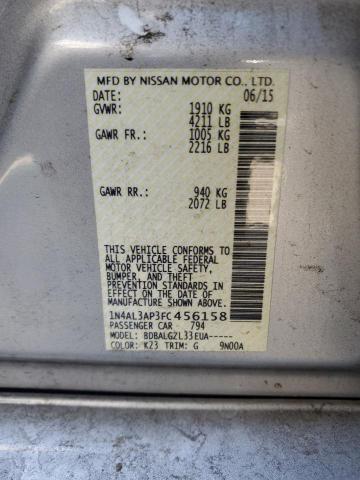 MFD BY NISSAN MOTOR CO., LTD.
DATE: 06/15
GVWR: 1910 KG
4211 LB
GAWR FR: 1005 KG
2216 LB
GAWR RR.: 940 KG
2072 LB
THIS VEHICLE CONFORMS TO
ALL APPLICABLE FEDERAL
MOTOR VEHICLE SAFETY,
BUMPER, AND THEFT
PREVENTION STANDARDS
IN EFFECT ON THE DATE
OF MANUFACTURE SHOWN ABOVE.
1N4AL3AP3FC456158
PASSENGER CAR 794
MODEL: BDBALG2L33EUA-----
COLOR: K23 TRIM: G 9N00A